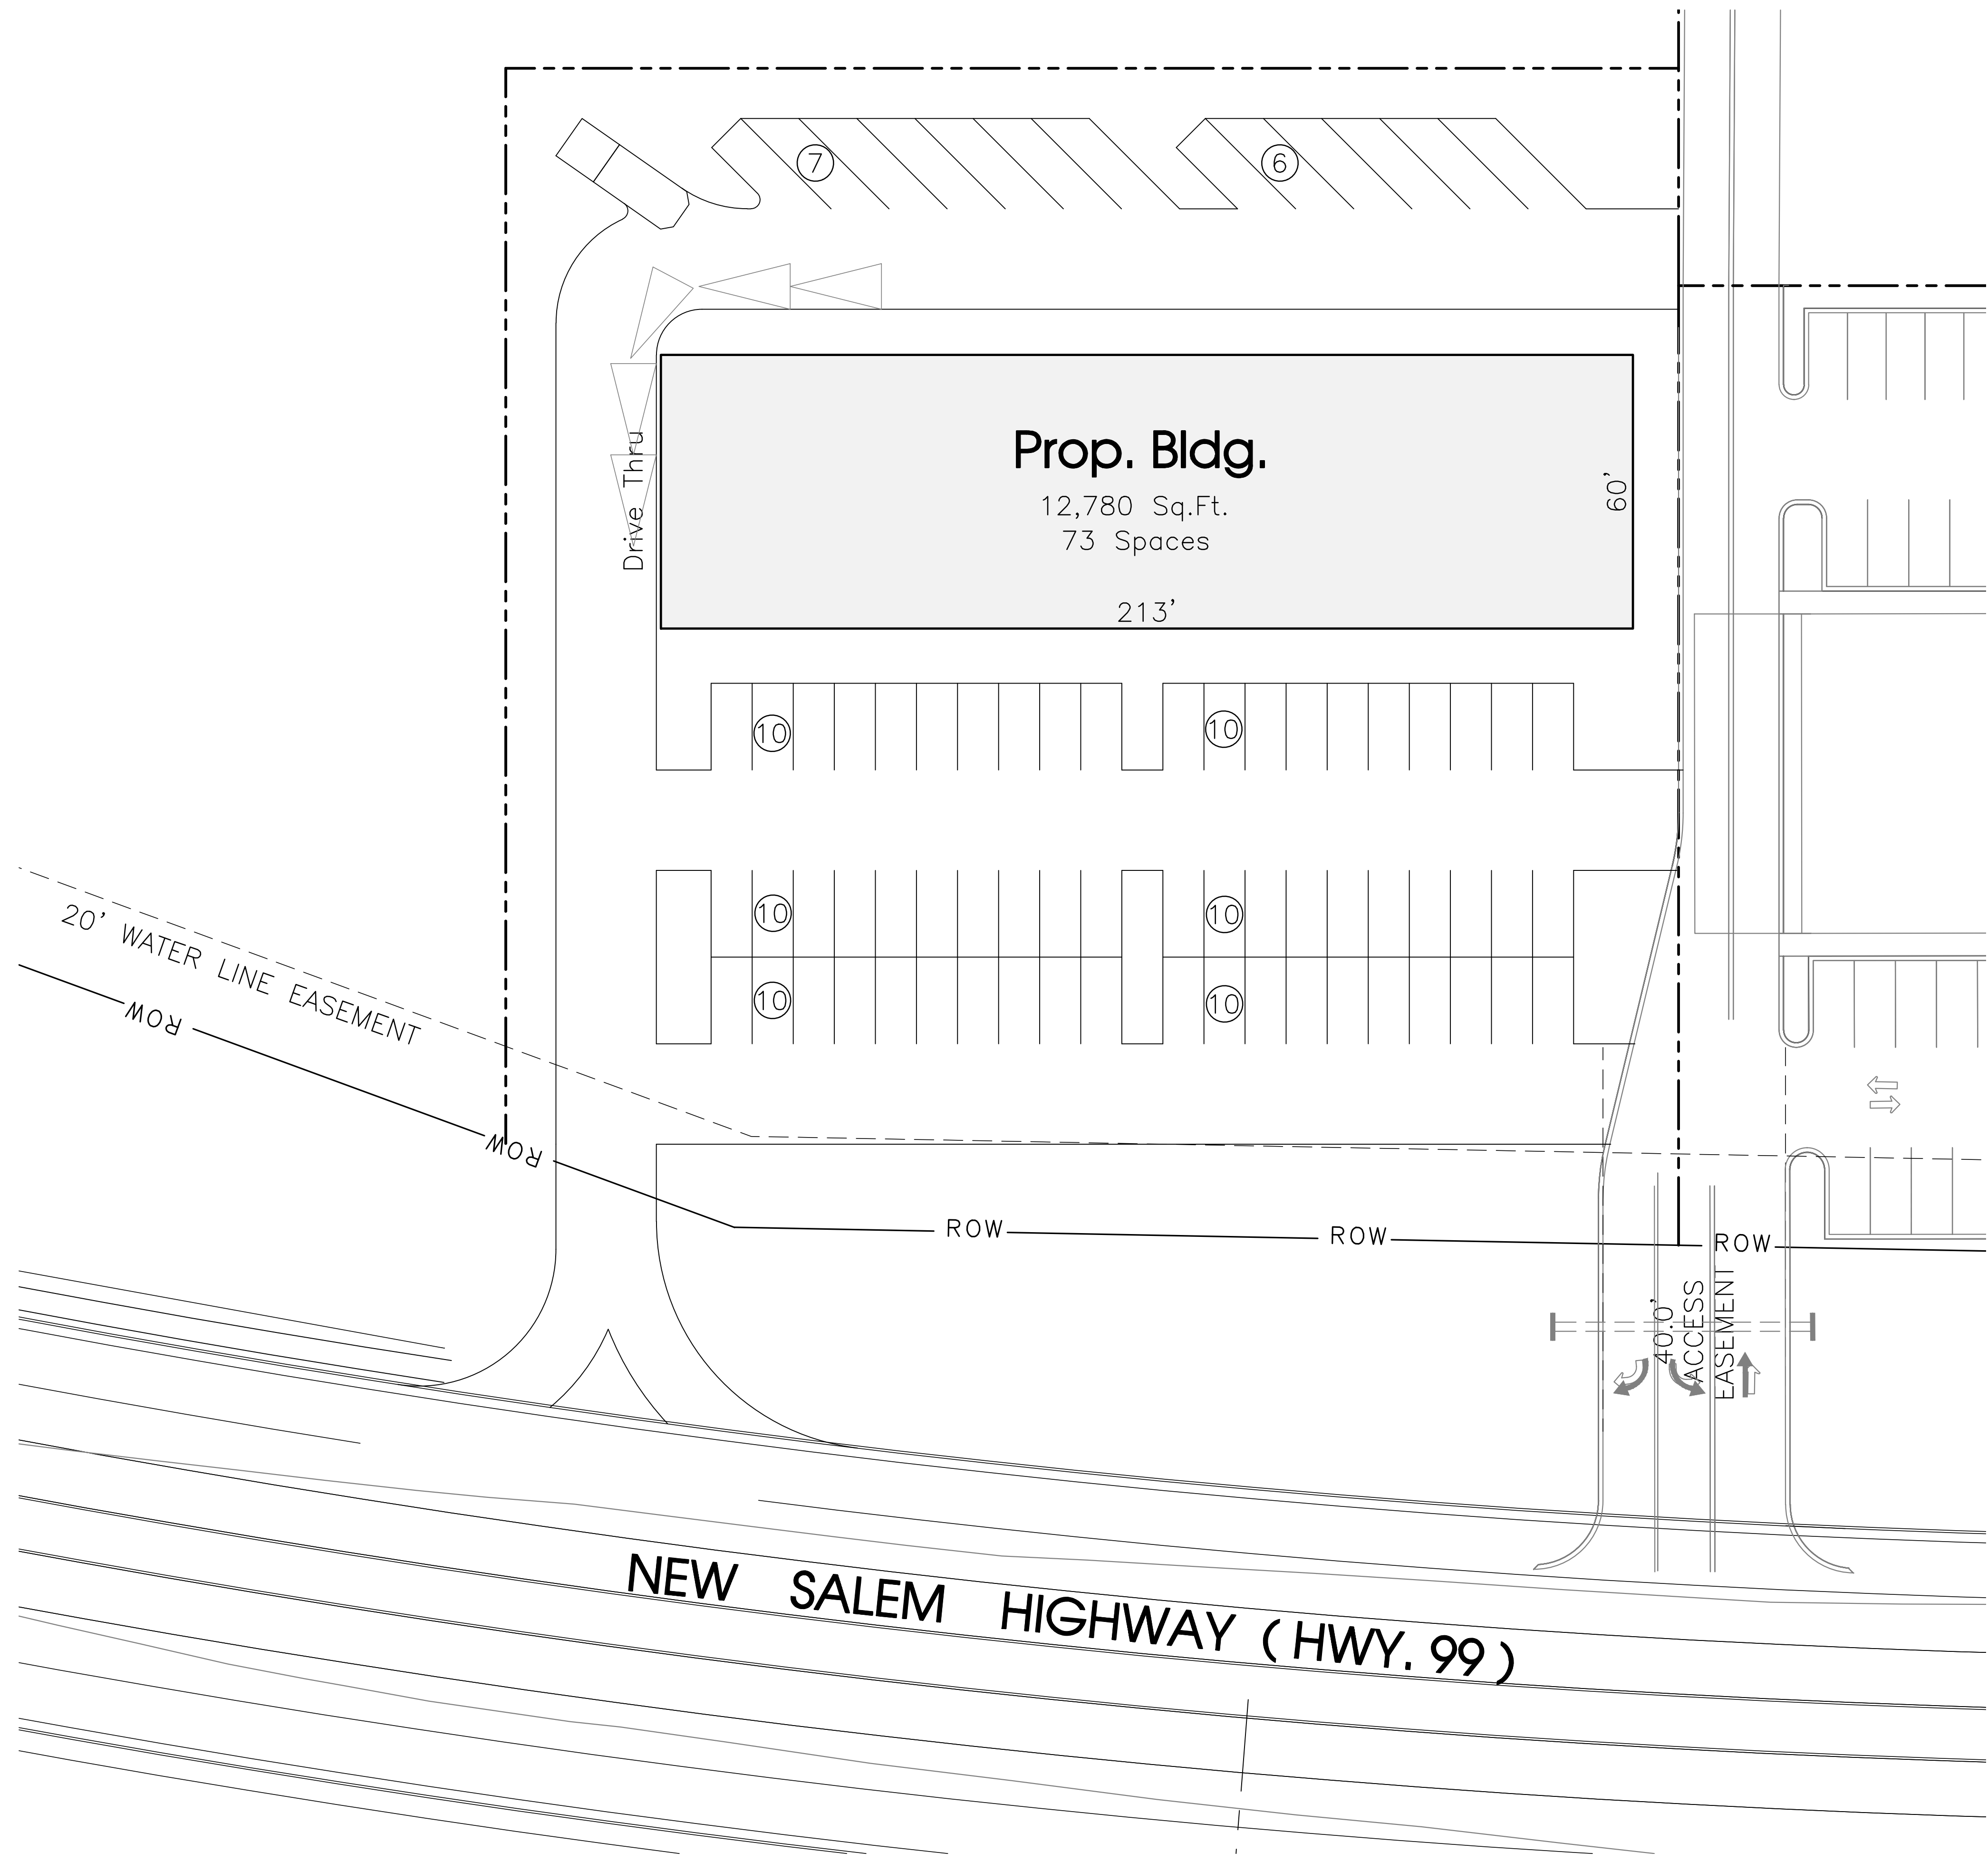 7
6
Drive Thru
Prop. Bldg.
12,780 Sq.Ft.
73 Spaces
60'
213'
10
10
10
10
10
10
20' WATER LINE EASEMENT
ROW
ROW
ROW
ROW
ROW
40.0'
ACCESS
EASEMENT
NEW SALEM HIGHWAY (HWY. 99)